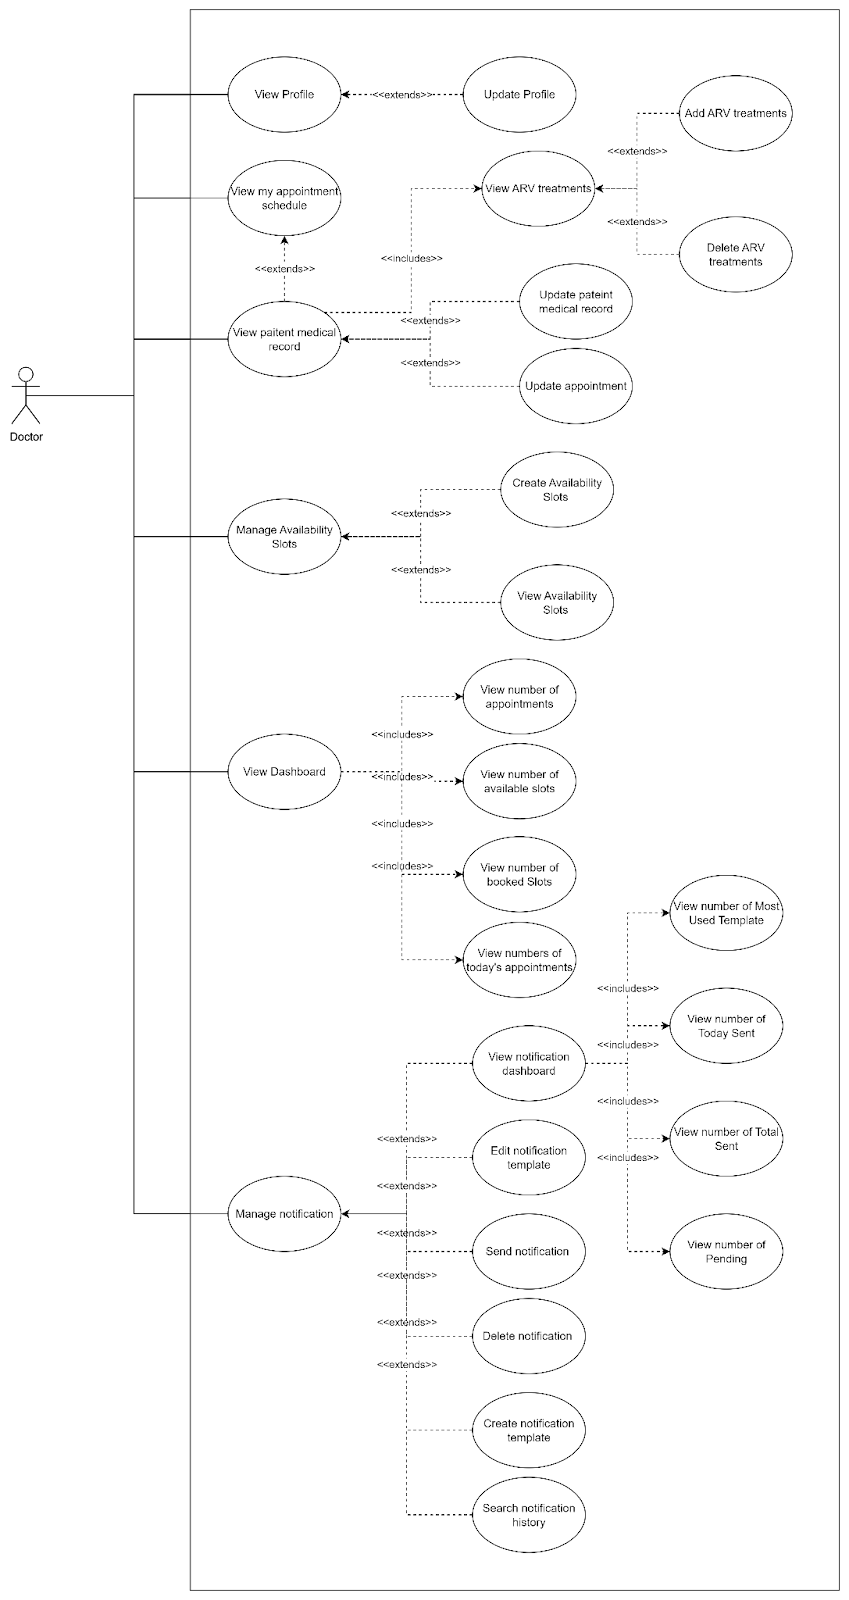 View Profile
<<extends>>
Update Profile
Add ARV treatments
<<extends>>
View my appointment
schedule
View ARV treatments
<<extends>>
Delete ARV
treatments
<<extends>>
<<includes>>
View paitent medical
record
<<extends>>
Update pateint
medical record
<<extends>>
Update appointment
Doctor
Manage Availability
Slots
<<extends>>
Create Availability
Slots
<<extends>>
View Availability
Slots
View Dashboard
<<includes>>
View number of
appointments
<<includes>>
View number of
available slots
<<includes>>
<<includes>>
View number of
booked Slots
View numbers of
today's appointments
View number of Most
Used Template
<<includes>>
View number of
Today Sent
<<includes>>
View notification
dashboard
<<includes>>
View number of Total
Sent
<<includes>>
View number of
Pending
<<extends>>
Edit notification
template
<<extends>>
Manage notification
<<extends>>
Send notification
<<extends>>
<<extends>>
Delete notification
<<extends>>
Create notification
template
Search notification
history